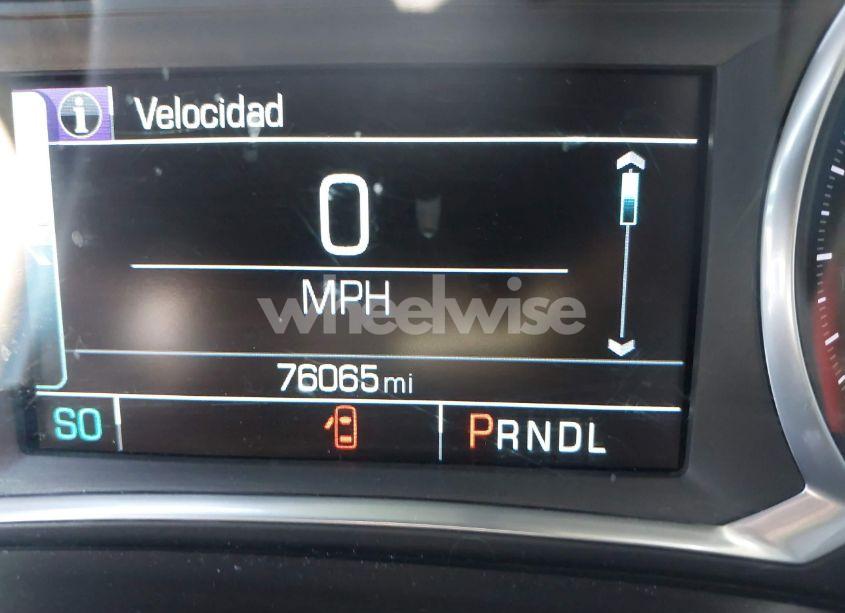 i Velocidad
0
MPH
wheelwise
76065 mi
SO PRNDL